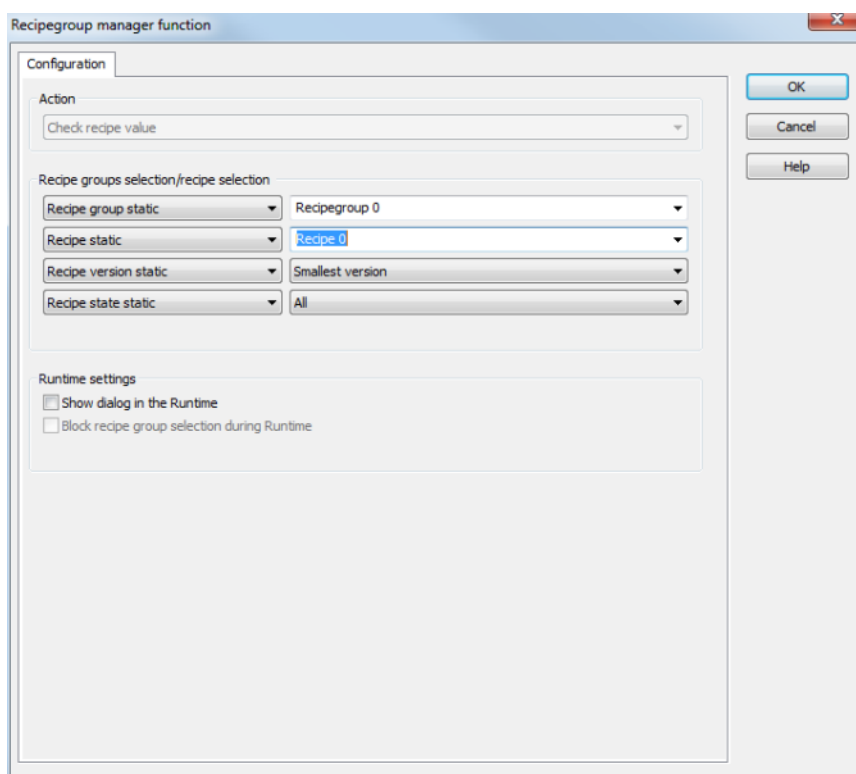 Recipegroup manager function
Configuration
OK
Action
Check recipe value
Cancel
Help
Recipe groups selection/recipe selection
Recipe group static Recipegroup 0
Recipe static Recipe 0
Recipe version static Smallest version
Recipe state static All
Runtime settings
Show dialog in the Runtime
Block recipe group selection during Runtime